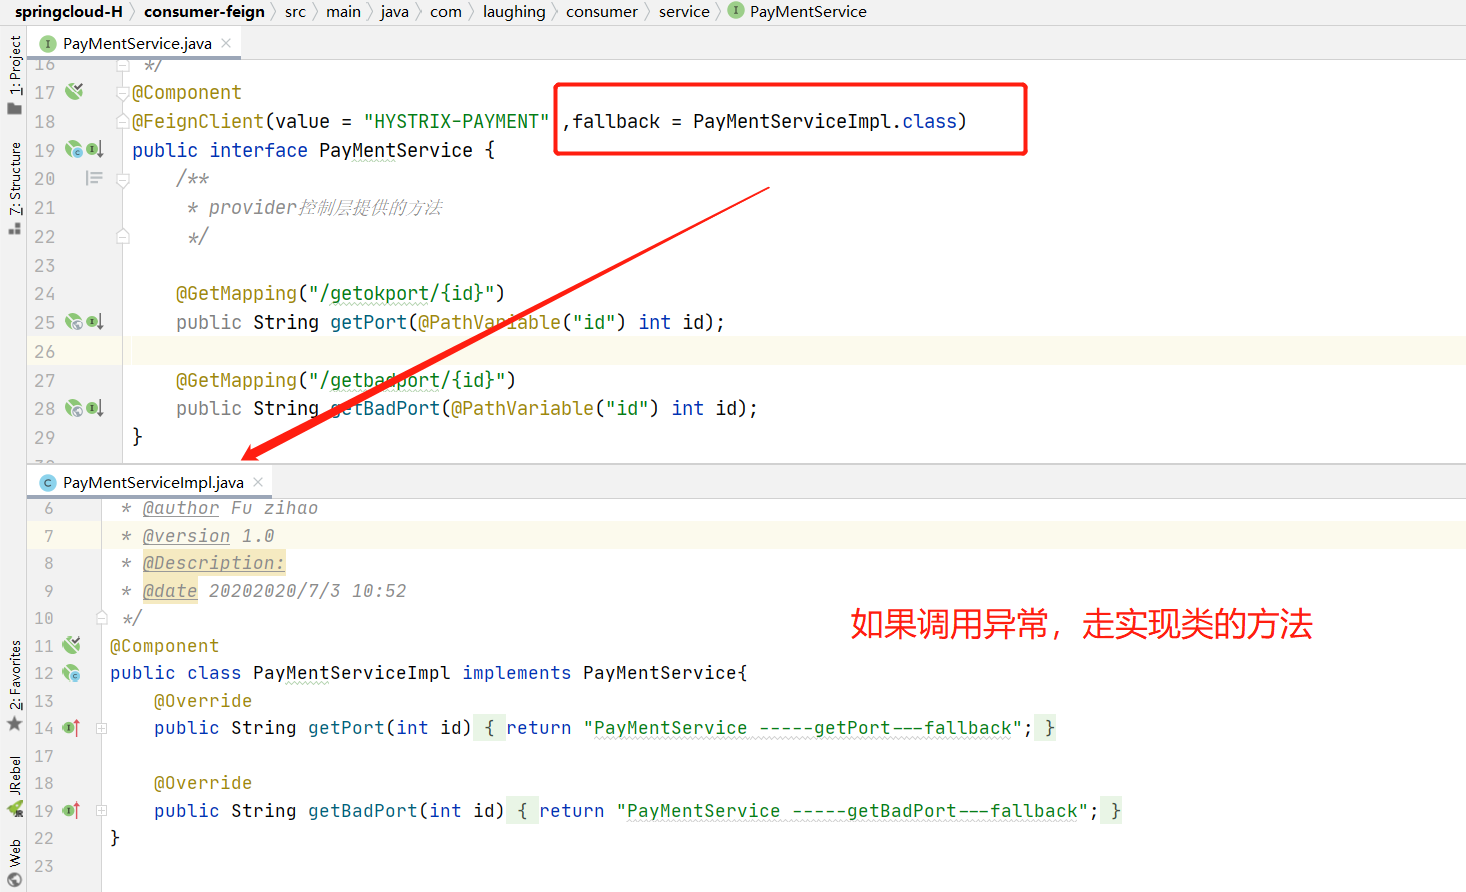 springcloud-H 〉 consumer-feign 〉 src 〉 main 〉 java 〉 com 〉 laughing 〉 consumer 〉 service 〉 I PayMentService
1: Project
7: Structure
2: Favorites
JRebel
Web
I PayMentService.java ×
16 */
17 @Component
18 @FeignClient(value = "HYSTRIX-PAYMENT" ,fallback = PayMentServiceImpl.class)
19 public interface PayMentService {
20 /**
21 * provider控制层提供的方法
22 */
23
24 @GetMapping("/getokport/{id}")
25 public String getPort(@PathVariable("id") int id);
26
27 @GetMapping("/getbadport/{id}")
28 public String getBadPort(@PathVariable("id") int id);
29 }
C PayMentServiceImpl.java ×
6 * @author Fu zihao
7 * @version 1.0
8 * @Description:
9 * @date 20202020/7/3 10:52
10 */
11 @Component
12 public class PayMentServiceImpl implements PayMentService{
13 @Override
14 public String getPort(int id) { return "PayMentService -----getPort---fallback"; }
17
18 @Override
19 public String getBadPort(int id) { return "PayMentService -----getBadPort---fallback"; }
22 }
23
如果调用异常，走实现类的方法